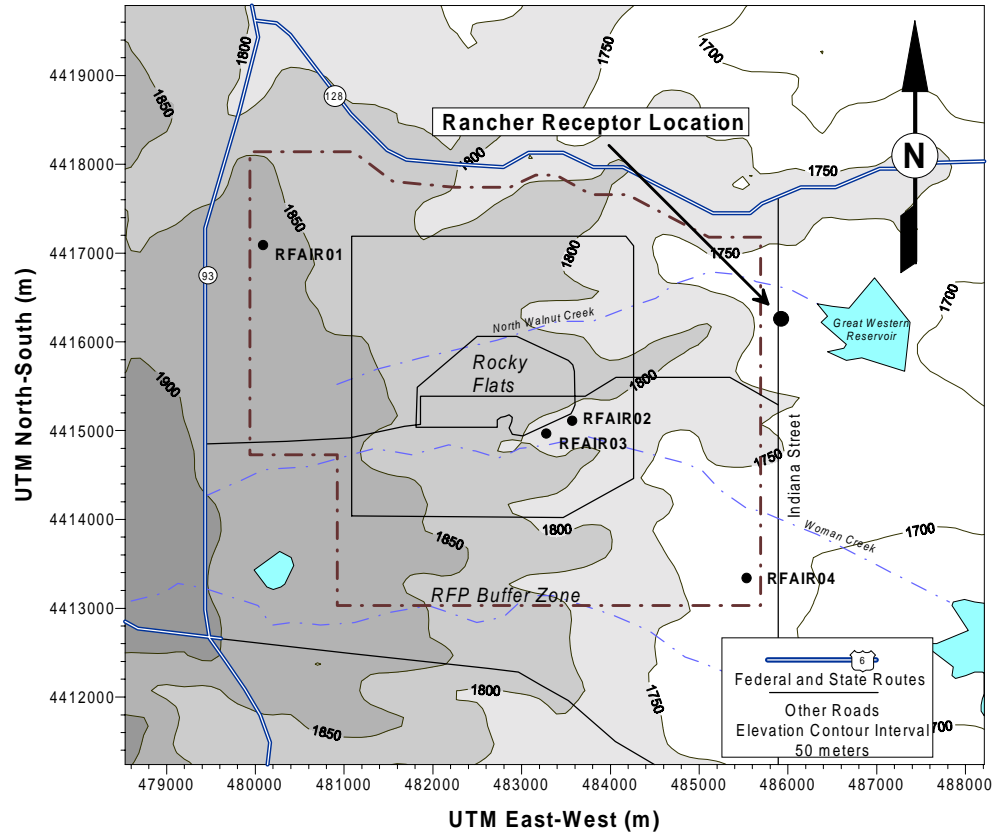 1800
1750
1700
1850
4419000
4418000
4417000
4416000
4415000
4414000
4413000
4412000
UTM North-South (m)
128
Rancher Receptor Location
N
1800
1750
1850
RFAIR01
1800
1750
1700
93
North Walnut Creek
Great Western
Reservoir
Rocky
Flats
1900
1800
RFAIR02
RFAIR03
1750
Indiana Street
1800
1850
Woman Creek
1700
RFAIR04
RFP Buffer Zone
6
Federal and State Routes
Other Roads
Elevation Contour Interval
50 meters
1800
1750
1850
700
479000 480000 481000 482000 483000 484000 485000 486000 487000 488000
UTM East-West (m)